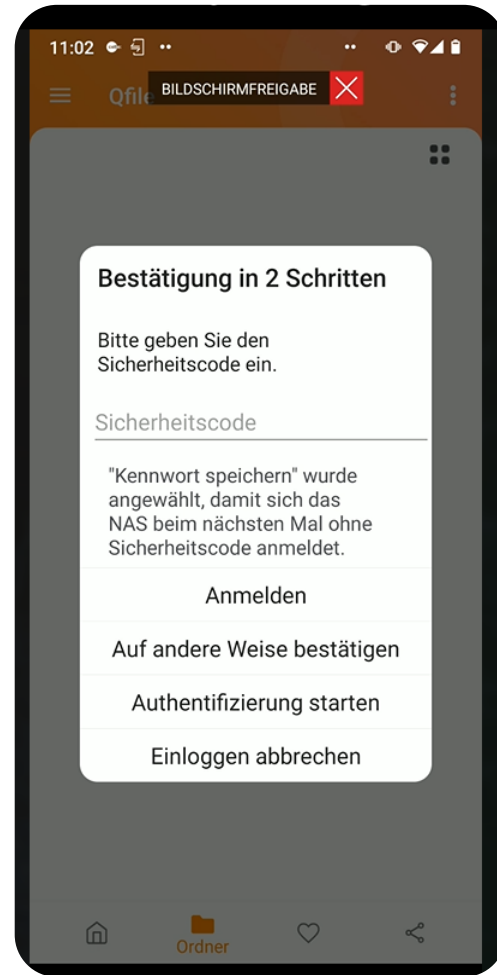 11:02
Qfile
BILDSCHIRMFREIGABE
Bestätigung in 2 Schritten
Bitte geben Sie den
Sicherheitscode ein.
Sicherheitscode
"Kennwort speichern" wurde
angewählt, damit sich das
NAS beim nächsten Mal ohne
Sicherheitscode anmeldet.
Anmelden
Auf andere Weise bestätigen
Authentifizierung starten
Einloggen abbrechen
Ordner